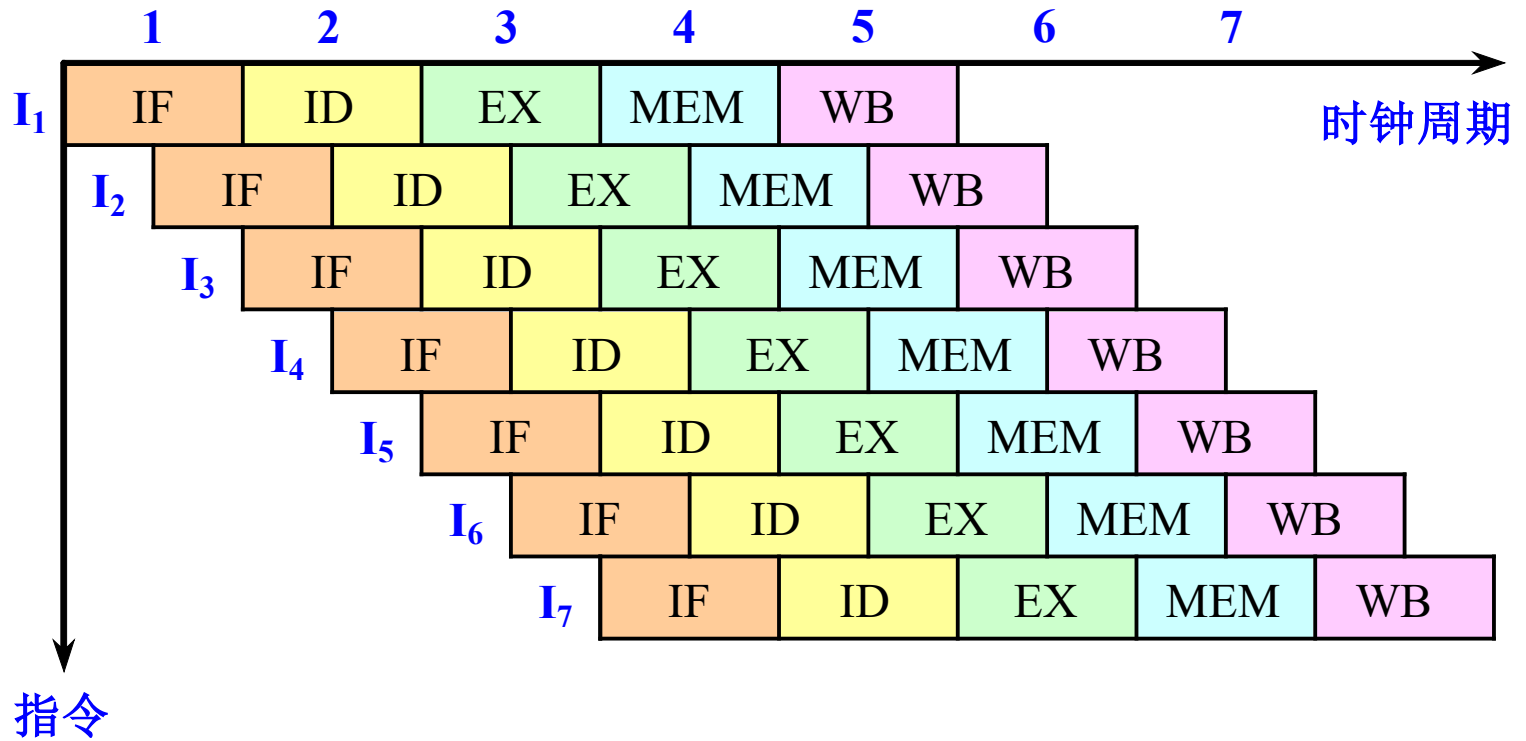 1 2 3 4 5 6 7
I₁ IF ID EX MEM WB
时钟周期
I₂ IF ID EX MEM WB
I₃ IF ID EX MEM WB
I₄ IF ID EX MEM WB
I₅ IF ID EX MEM WB
I₆ IF ID EX MEM WB
I₇ IF ID EX MEM WB
指令